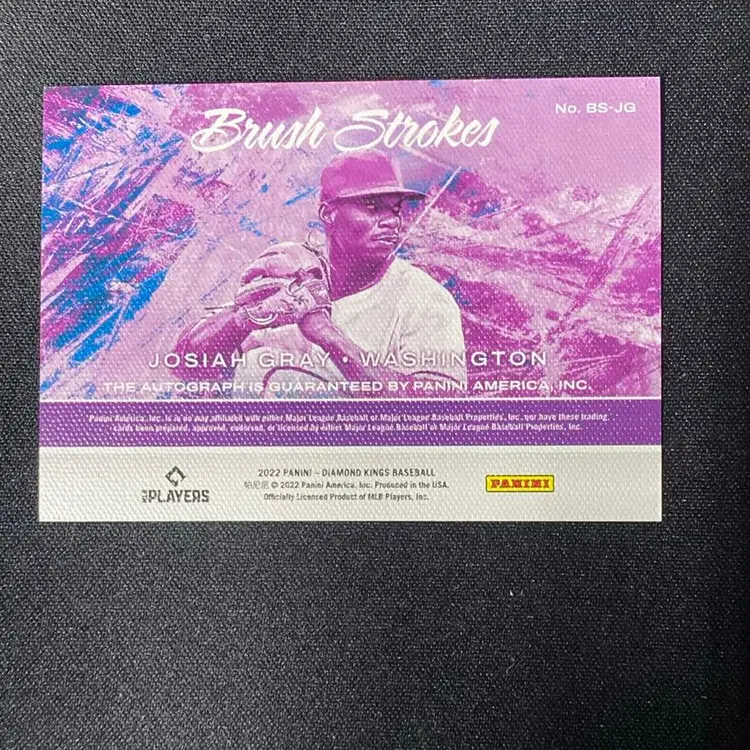 No. BS-JG
Brush Strokes
JOSIAH GRAY • WASHINGTON
THE AUTOGRAPH IS GUARANTEED BY PANINI AMERICA, INC.
Panini America, Inc. is in no way affiliated with either Major League Baseball or Major League Baseball Properties, Inc. nor have these trading
cards been prepared, approved, endorsed, or licensed by either Major League Baseball or Major League Baseball Properties, Inc.
MLB PLAYERS
2022 PANINI – DIAMOND KINGS BASEBALL
帕尼尼 © 2022 Panini America, Inc. Produced in the USA.
Officially Licensed Product of MLB Players, Inc.
PANINI